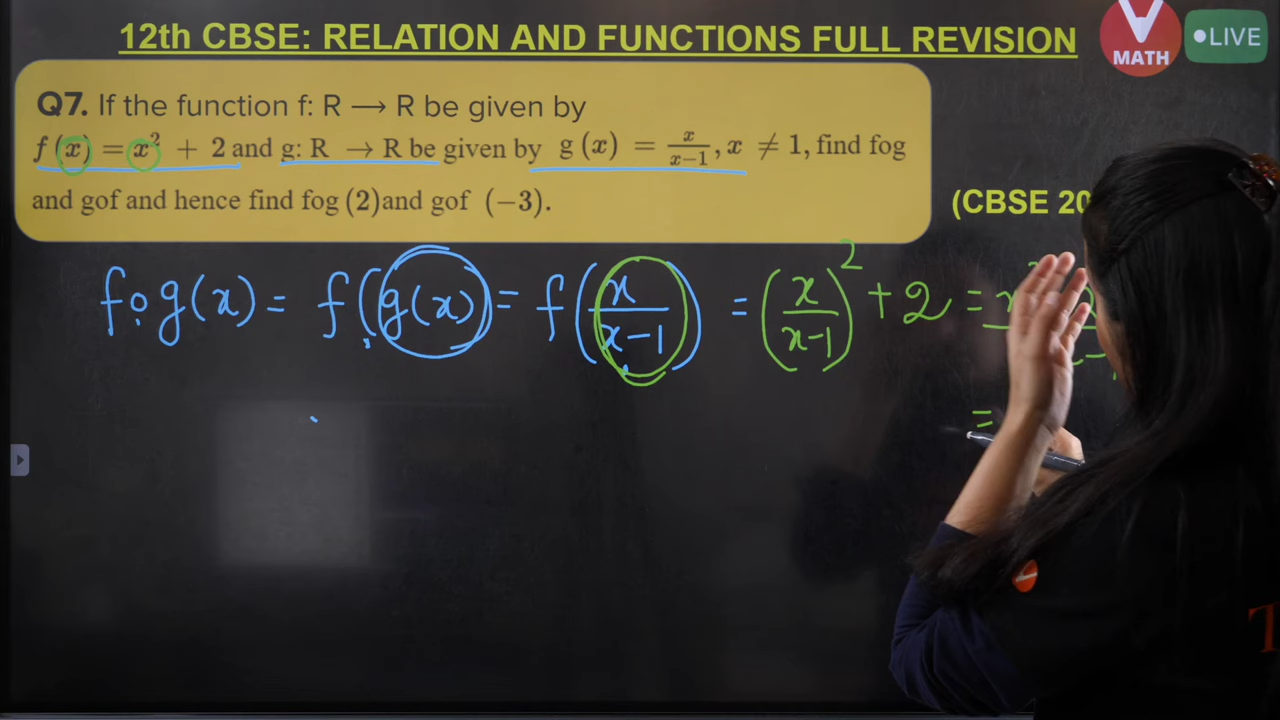 12th CBSE: RELATION AND FUNCTIONS FULL REVISION
V
MATH
LIVE
Q7. If the function f: R → R be given by
f (x) = x² + 2 and g: R → R be given by g (x) = x/(x−1), x ≠ 1, find fog
and gof and hence find fog (2)and gof (−3).
(CBSE 20
f∘g(x) = f(g(x)) = f(x/(x−1)) = (x/(x−1))² + 2 =
=
T